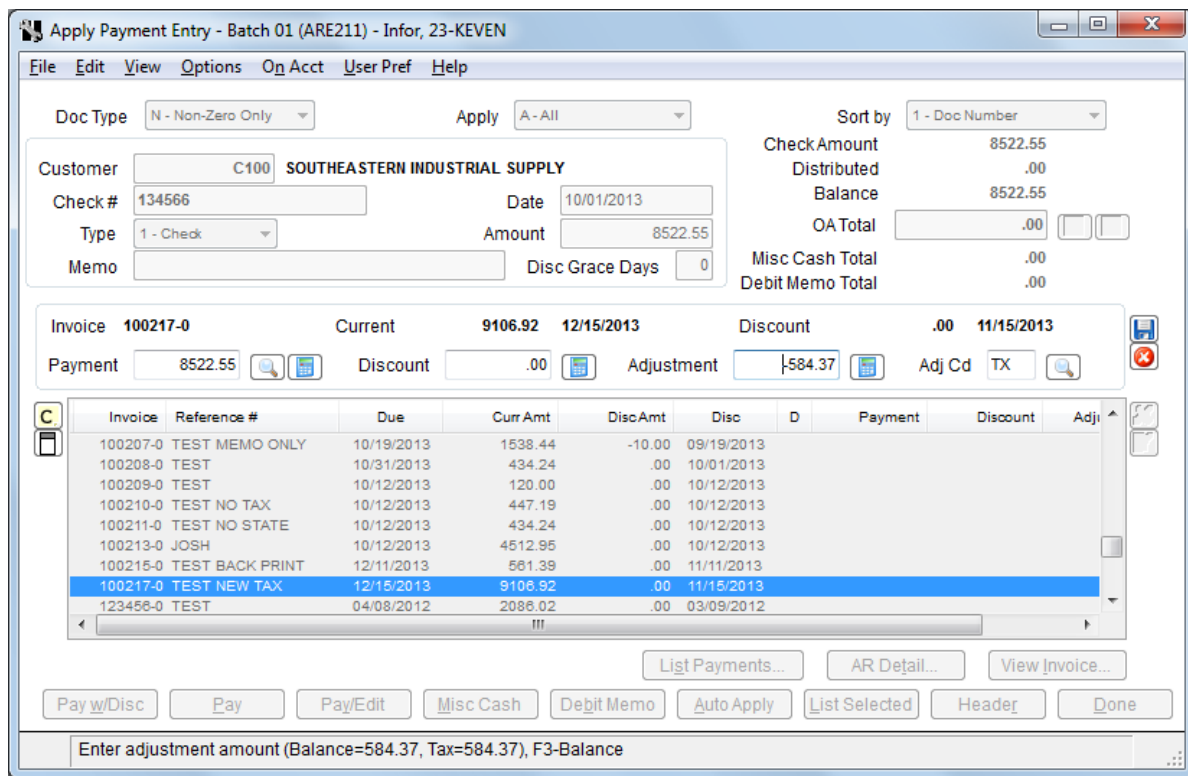 Apply Payment Entry - Batch 01 (ARE211) - Infor, 23-KEVEN
File Edit View Options On Acct User Pref Help
Doc Type N - Non-Zero Only Apply A - All Sort by 1 - Doc Number
Check Amount 8522.55
Customer C100 SOUTHEASTERN INDUSTRIAL SUPPLY Distributed .00
Check # 134566 Date 10/01/2013 Balance 8522.55
Type 1 - Check Amount 8522.55 OA Total .00
Memo Disc Grace Days 0 Misc Cash Total .00
Debit Memo Total .00
Invoice 100217-0 Current 9106.92 12/15/2013 Discount .00 11/15/2013
Payment 8522.55 Discount .00 Adjustment -584.37 Adj Cd TX
C Invoice Reference # Due Curr Amt Disc Amt Disc D Payment Discount Adju
100207-0 TEST MEMO ONLY 10/19/2013 1538.44 -10.00 09/19/2013
100208-0 TEST 10/31/2013 434.24 .00 10/01/2013
100209-0 TEST 10/12/2013 120.00 .00 10/12/2013
100210-0 TEST NO TAX 10/12/2013 447.19 .00 10/12/2013
100211-0 TEST NO STATE 10/12/2013 434.24 .00 10/12/2013
100213-0 JOSH 10/12/2013 4512.95 .00 10/12/2013
100215-0 TEST BACK PRINT 12/11/2013 561.39 .00 11/11/2013
100217-0 TEST NEW TAX 12/15/2013 9106.92 .00 11/15/2013
123456-0 TEST 04/08/2012 2086.02 .00 03/09/2012
List Payments... AR Detail... View Invoice...
Pay w/Disc Pay Pay/Edit Misc Cash Debit Memo Auto Apply List Selected Header Done
Enter adjustment amount (Balance=584.37, Tax=584.37), F3-Balance